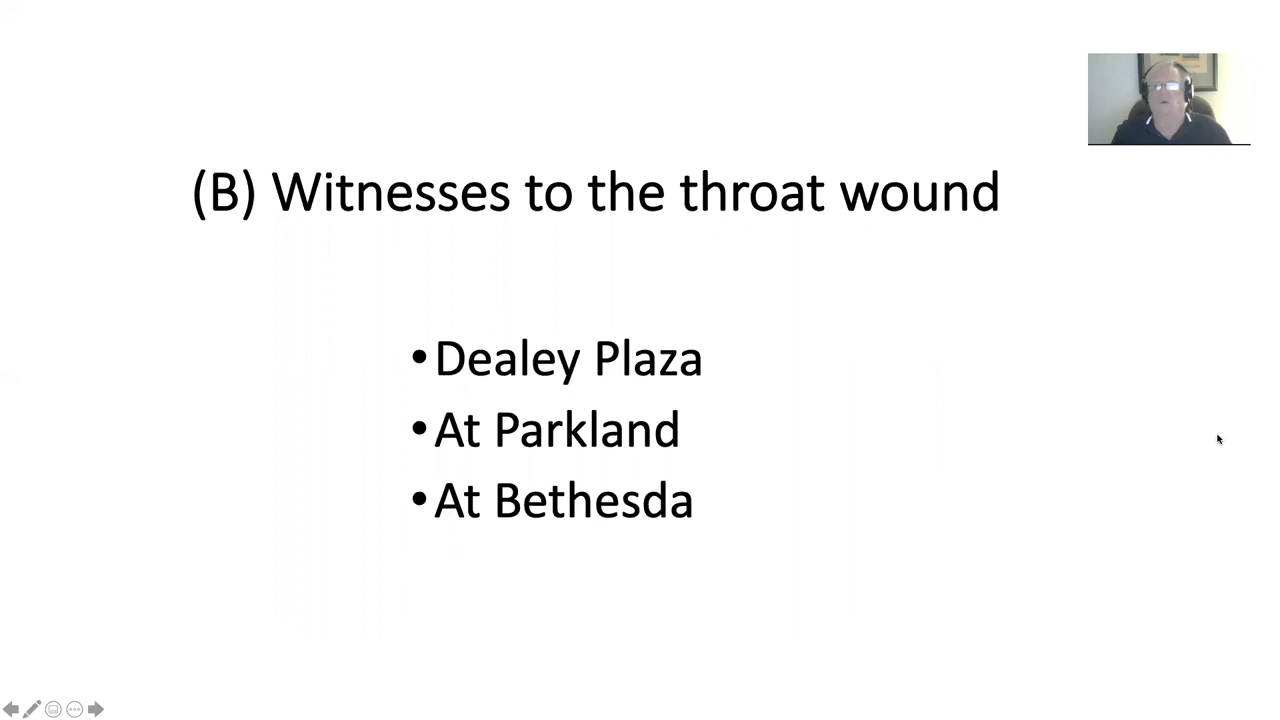 (B) Witnesses to the throat wound
•Dealey Plaza
•At Parkland
•At Bethesda